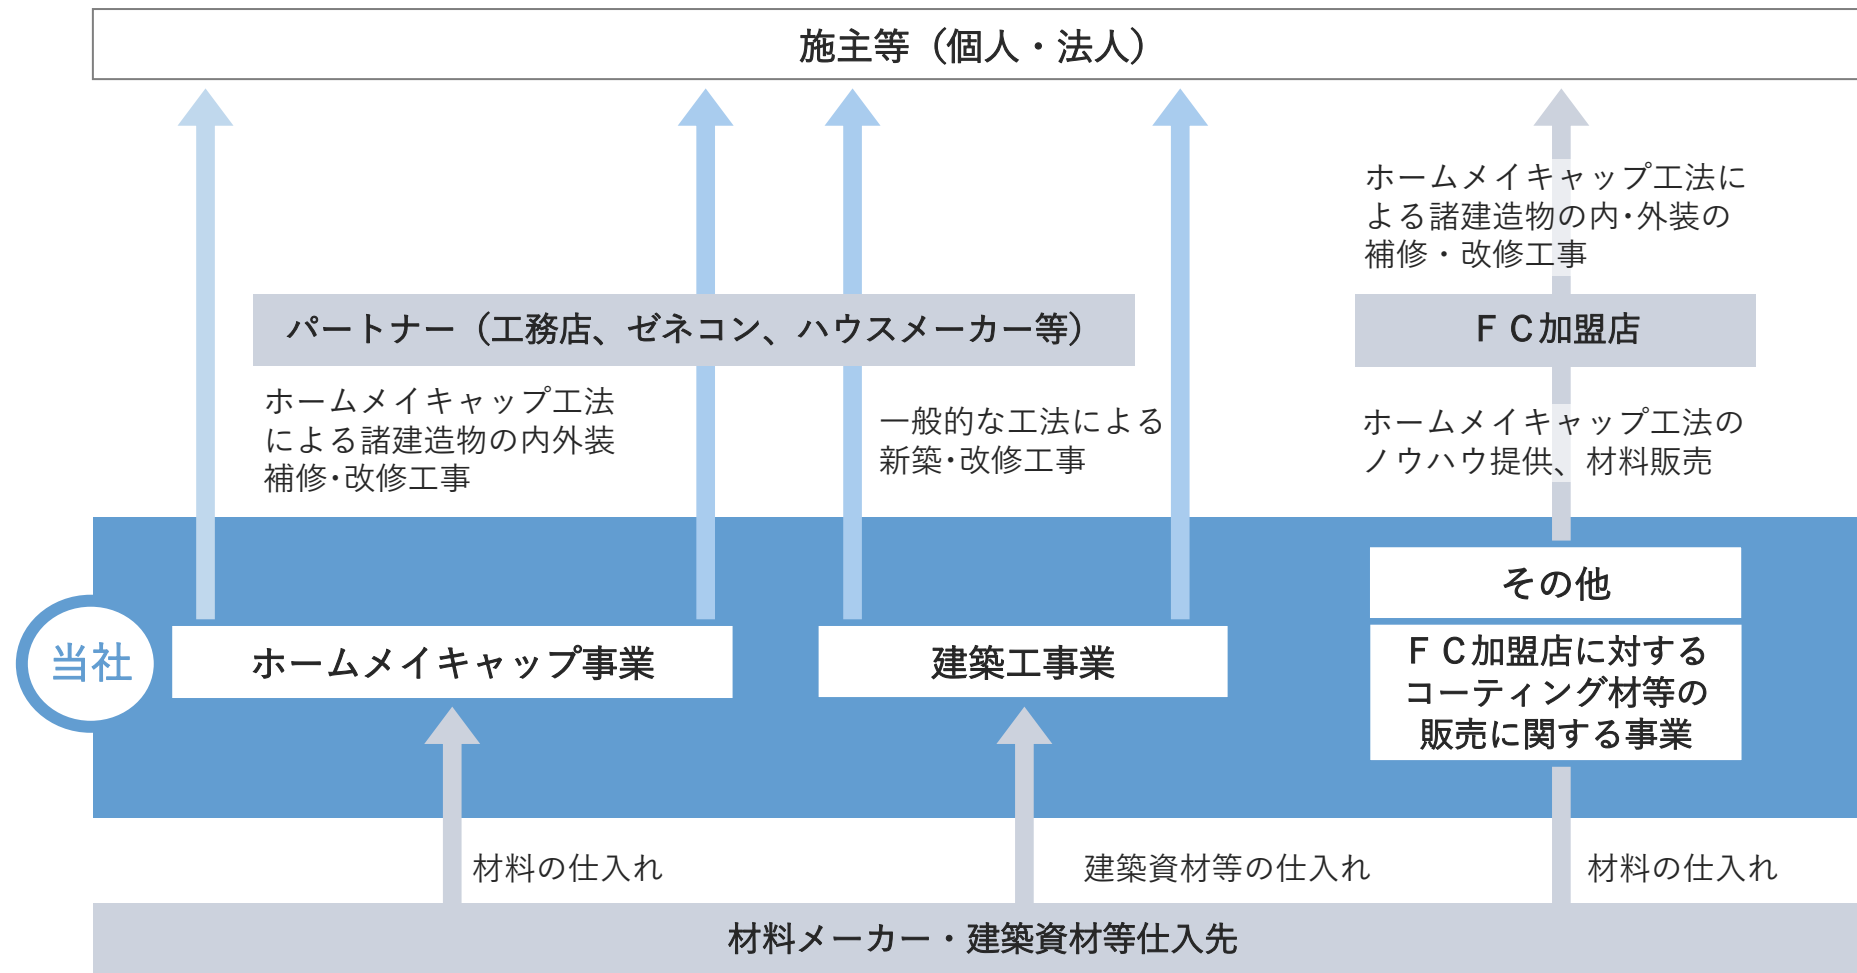 施主等（個人・法人）
ホームメイキャップ工法に
よる諸建造物の内・外装の
補修・改修工事
パートナー（工務店、ゼネコン、ハウスメーカー等）
ＦＣ加盟店
ホームメイキャップ工法
による諸建造物の内外装
補修・改修工事
一般的な工法による
新築・改修工事
ホームメイキャップ工法の
ノウハウ提供、材料販売
当社
ホームメイキャップ事業
建築工事業
その他
ＦＣ加盟店に対する
コーティング材等の
販売に関する事業
材料の仕入れ
建築資材等の仕入れ
材料の仕入れ
材料メーカー・建築資材等仕入先